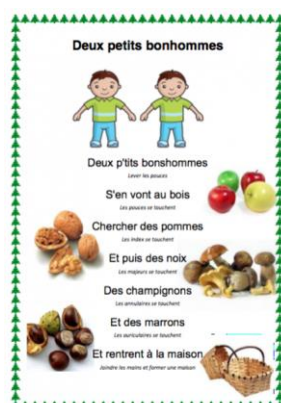 Deux petits bonhommes
Deux p'tits bonshommes
Lever les pouces
S'en vont au bois
Les pouces se touchent
Chercher des pommes
Les index se touchent
Et puis des noix
Les majeurs se touchent
Des champignons
Les annulaires se touchent
Et des marrons
Les auriculaires se touchent
Et rentrent à la maison
Joindre les mains et former une maison